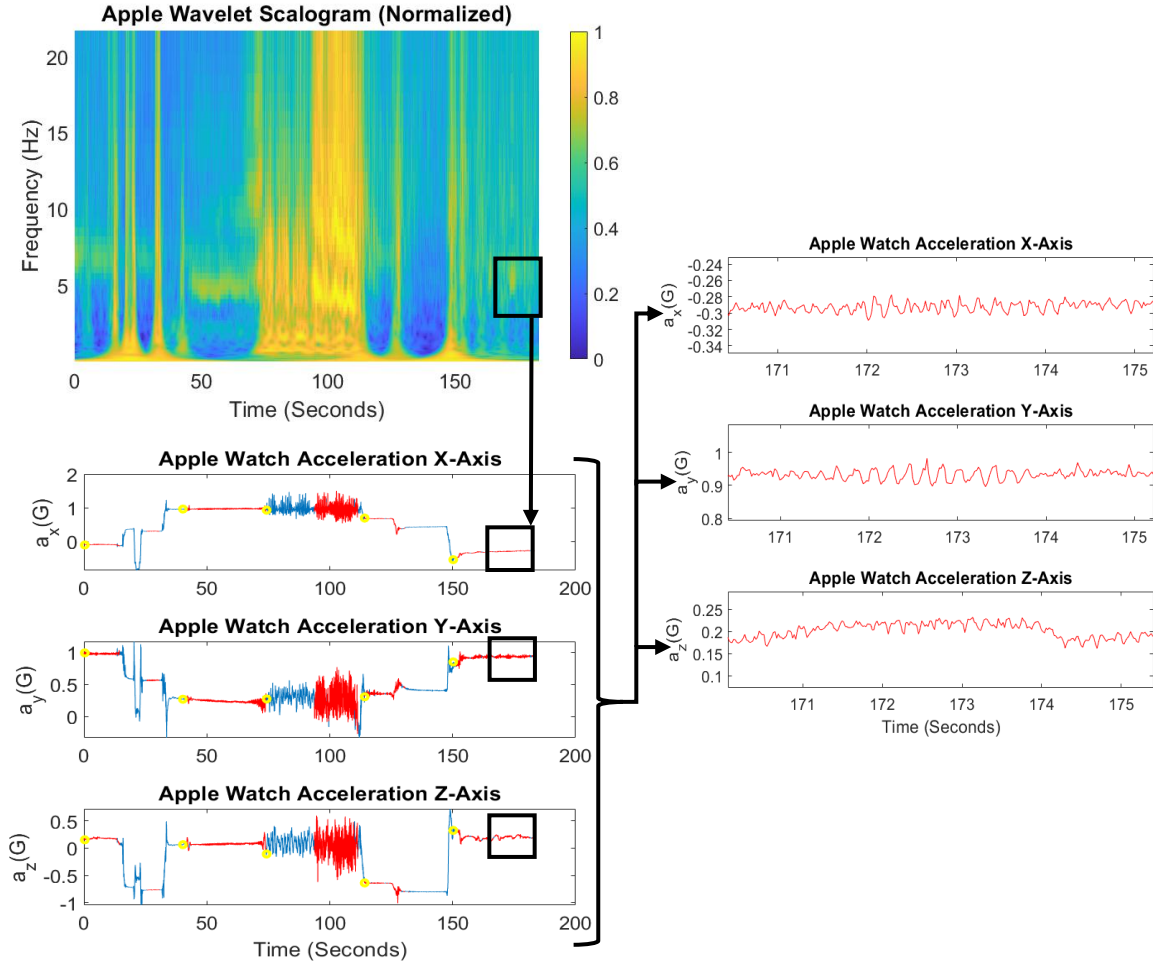 Apple Wavelet Scalogram (Normalized)
Frequency (Hz)
20
15
10
5
0 50 100 150
Time (Seconds)
1
0.8
0.6
0.4
0.2
0
Apple Watch Acceleration X-Axis
a_x(G)
2
1
0
0 50 100 150 200
Apple Watch Acceleration Y-Axis
a_y(G)
1
0.5
0
0 50 100 150 200
Apple Watch Acceleration Z-Axis
a_z(G)
0.5
0
-0.5
-1
0 50 100 150 200
Time (Seconds)
Apple Watch Acceleration X-Axis
a_x(G)
-0.24
-0.26
-0.28
-0.3
-0.32
-0.34
171 172 173 174 175
Apple Watch Acceleration Y-Axis
a_y(G)
1
0.9
0.8
171 172 173 174 175
Apple Watch Acceleration Z-Axis
a_z(G)
0.25
0.2
0.15
0.1
171 172 173 174 175
Time (Seconds)